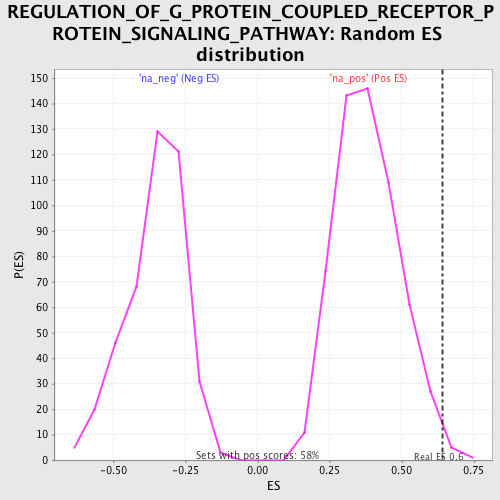 REGULATION_OF_G_PROTEIN_COUPLED_RECEPTOR_P
ROTEIN_SIGNALING_PATHWAY: Random ES
distribution
'na_neg' (Neg ES)
'na_pos' (Pos ES)
150
140
130
120
110
100
90
80
70
60
50
40
30
20
10
0
P(ES)
Sets with pos scores: 58%
Real ES 0.6
-0.50
-0.25
0.00
0.25
0.50
0.75
ES